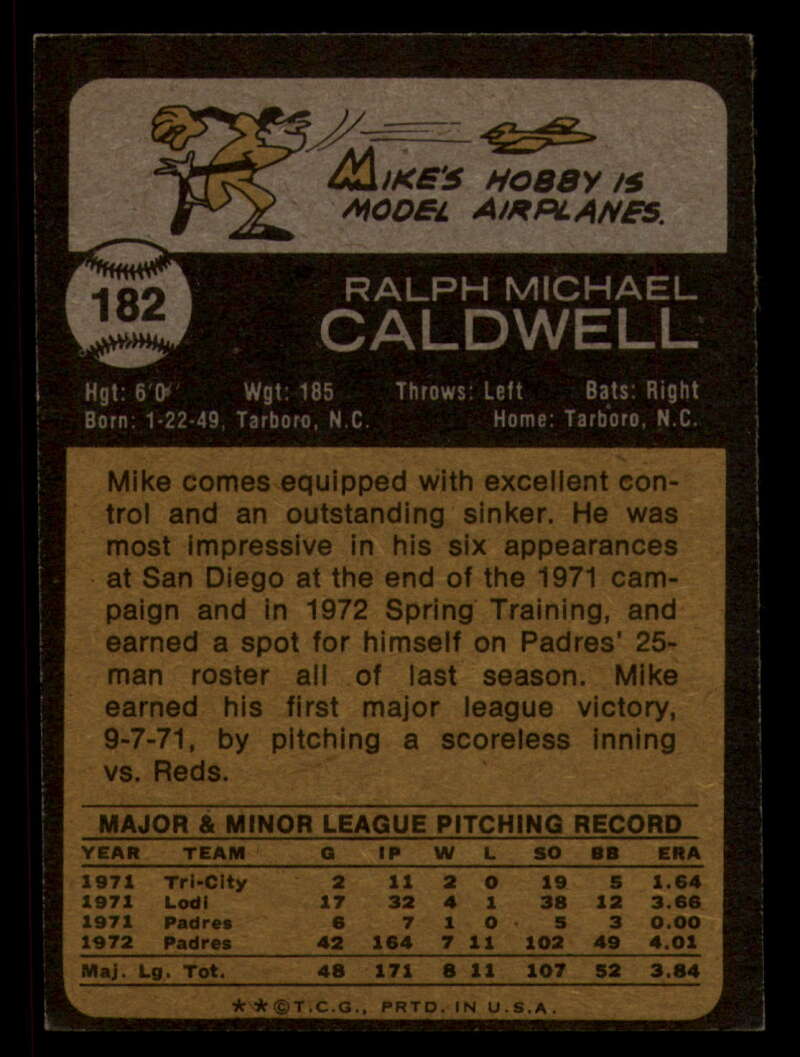 MIKE'S HOBBY IS
MODEL AIRPLANES.
182
RALPH MICHAEL
CALDWELL
Hgt: 6'0" Wgt: 185 Throws: Left Bats: Right
Born: 1-22-49, Tarboro, N.C. Home: Tarboro, N.C.
Mike comes equipped with excellent con-
trol and an outstanding sinker. He was
most impressive in his six appearances
at San Diego at the end of the 1971 cam-
paign and in 1972 Spring Training, and
earned a spot for himself on Padres' 25-
man roster all of last season. Mike
earned his first major league victory,
9-7-71, by pitching a scoreless inning
vs. Reds.
MAJOR & MINOR LEAGUE PITCHING RECORD
YEAR TEAM G IP W L SO BB ERA
1971 Tri-City 2 11 2 0 19 5 1.64
1971 Lodi 17 32 4 1 38 12 3.66
1971 Padres 6 7 1 0 5 3 0.00
1972 Padres 42 164 7 11 102 49 4.01
Maj. Lg. Tot. 48 171 8 11 107 52 3.84
**©T.C.G., PRTD. IN U.S.A.